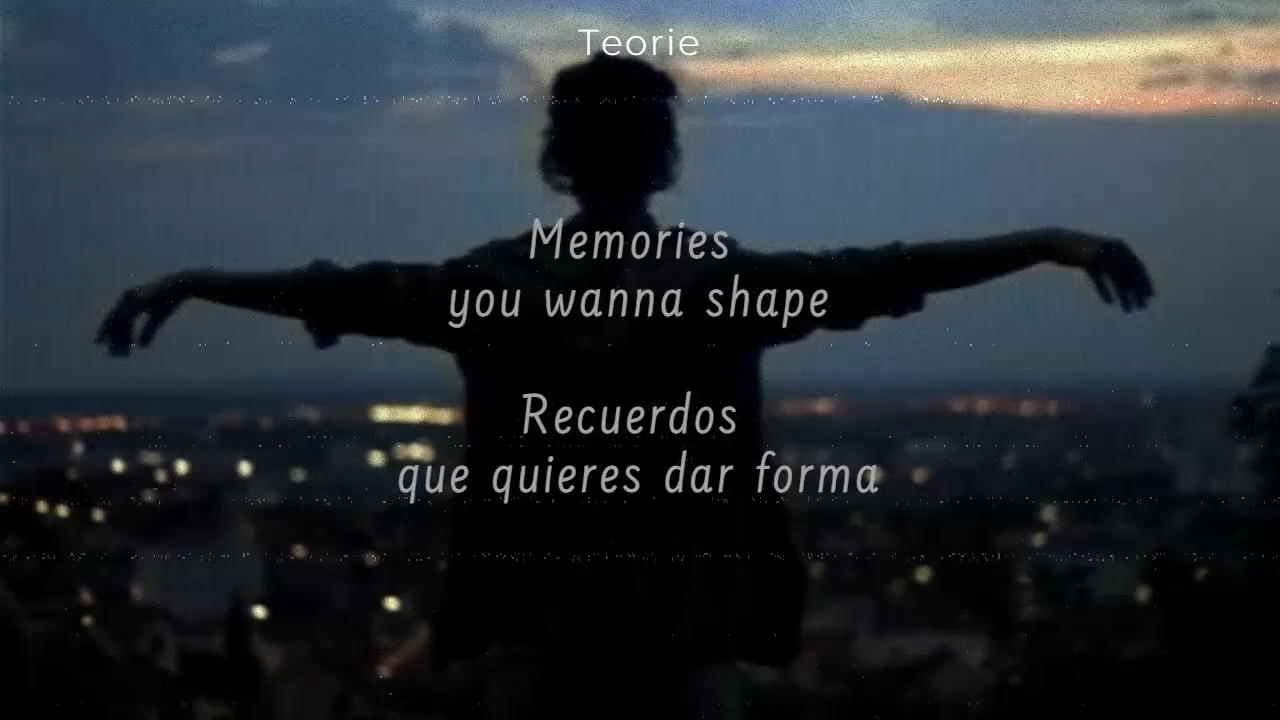 Teorie
Memories
you wanna shape
Recuerdos
que quieres dar forma